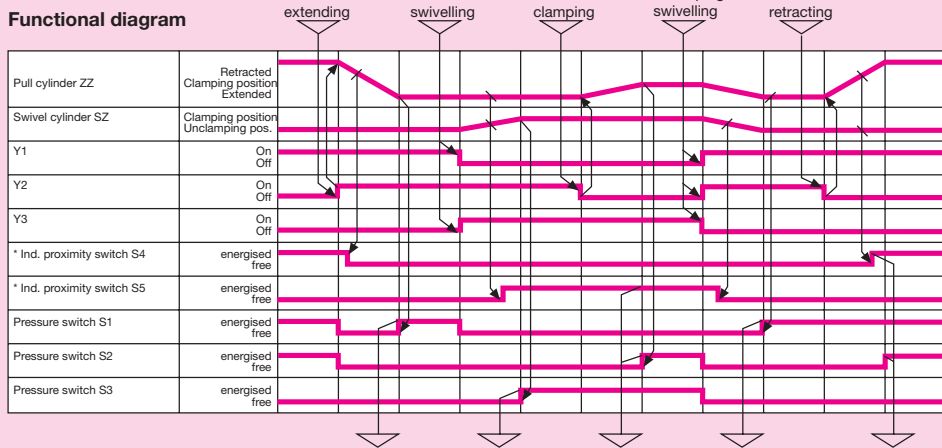 Functional diagram
extending
swivelling
clamping
swivelling
retracting
Pull cylinder ZZ
Retracted
Clamping position
Extended
Swivel cylinder SZ
Clamping position
Unclamping pos.
Y1
On
Off
Y2
On
Off
Y3
On
Off
* Ind. proximity switch S4
energised
free
* Ind. proximity switch S5
energised
free
Pressure switch S1
energised
free
Pressure switch S2
energised
free
Pressure switch S3
energised
free